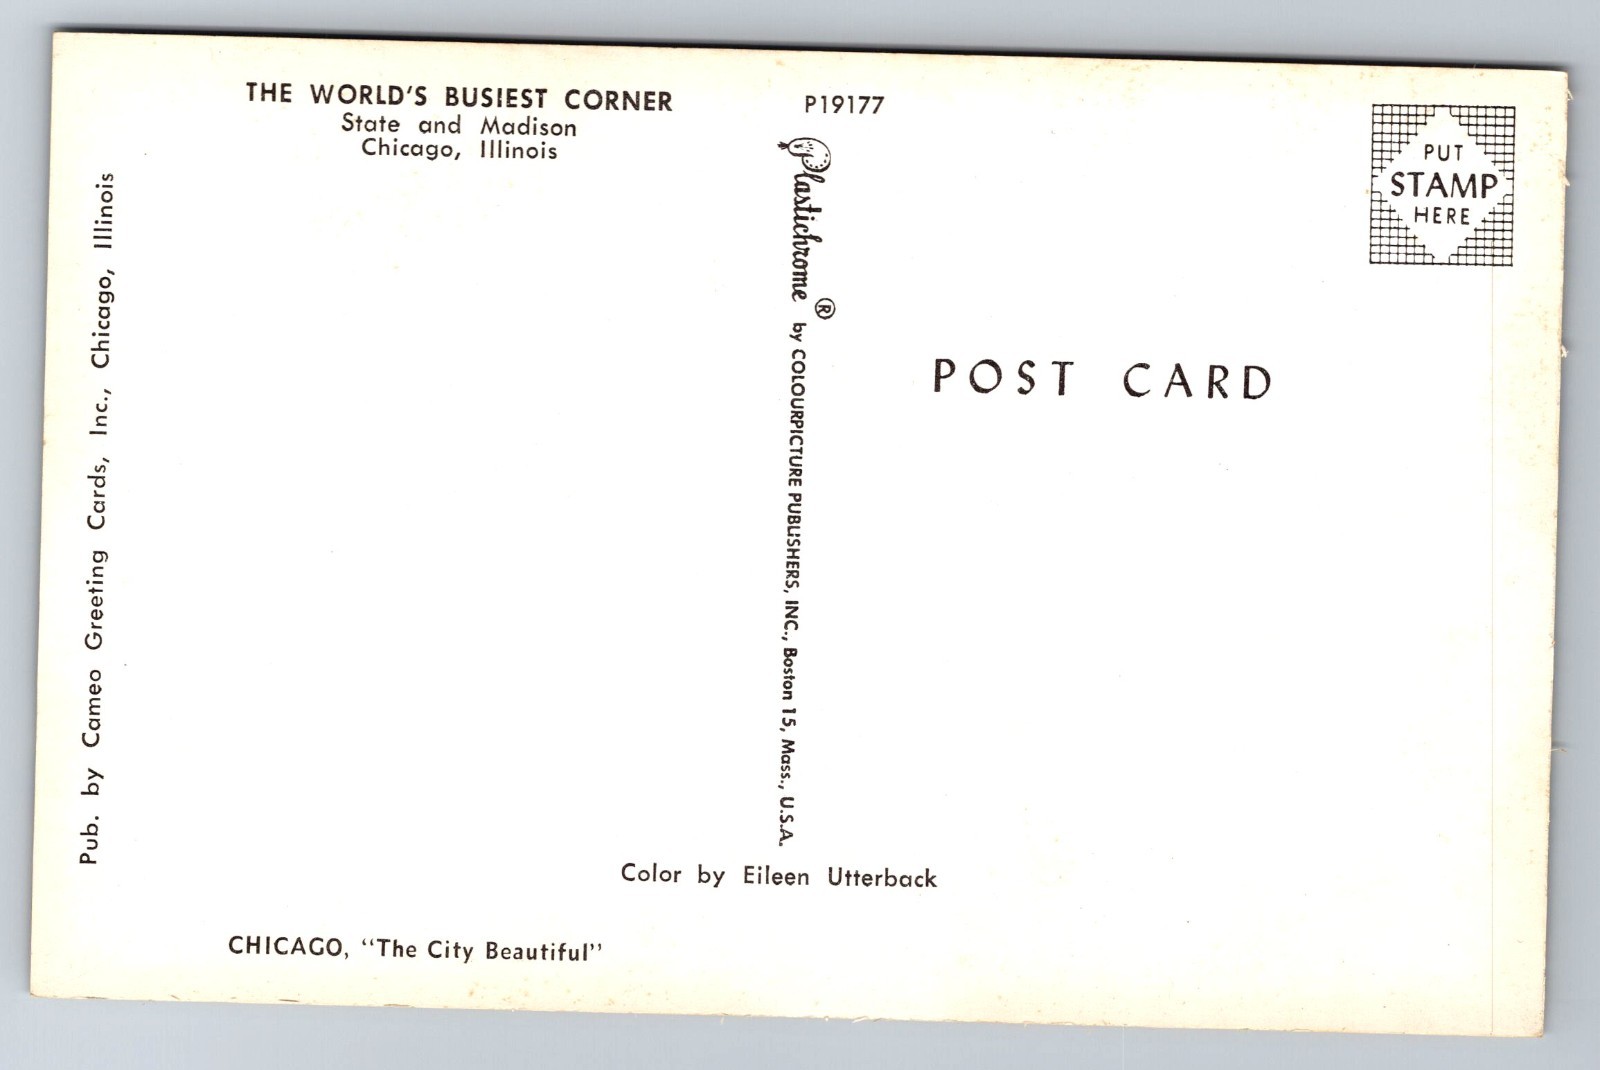 THE WORLD'S BUSIEST CORNER
State and Madison
Chicago, Illinois
P19177
PUT
STAMP
HERE
Pub. by Cameo Greeting Cards, Inc., Chicago, Illinois
Plastichrome ® by COLOURPICTURE PUBLISHERS, INC., Boston 15, Mass., U.S.A.
POST CARD
Color by Eileen Utterback
CHICAGO, "The City Beautiful"